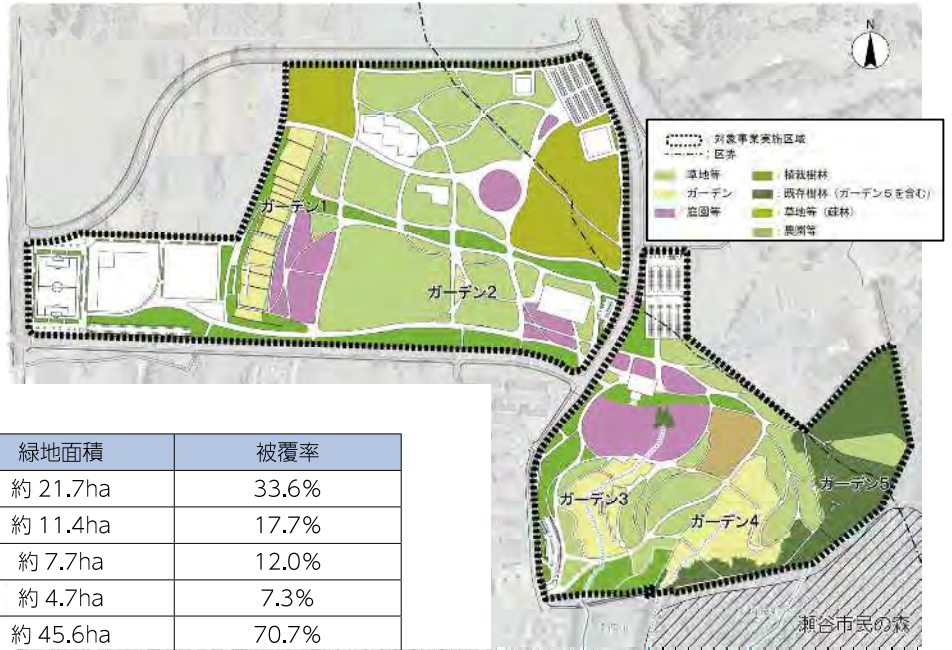 N
対象事業実施区域
: 区界
草地等
: 植栽樹林
ガーデン
: 既存樹林（ガーデン５を含む）
庭園等
: 草地等（疎林）
: 農園等
ガーデン1
ガーデン2
ガーデン3
ガーデン4
ガーデン5
瀬谷市民の森
緑地面積 被覆率
約 21.7ha 33.6%
約 11.4ha 17.7%
約 7.7ha 12.0%
約 4.7ha 7.3%
約 45.6ha 70.7%